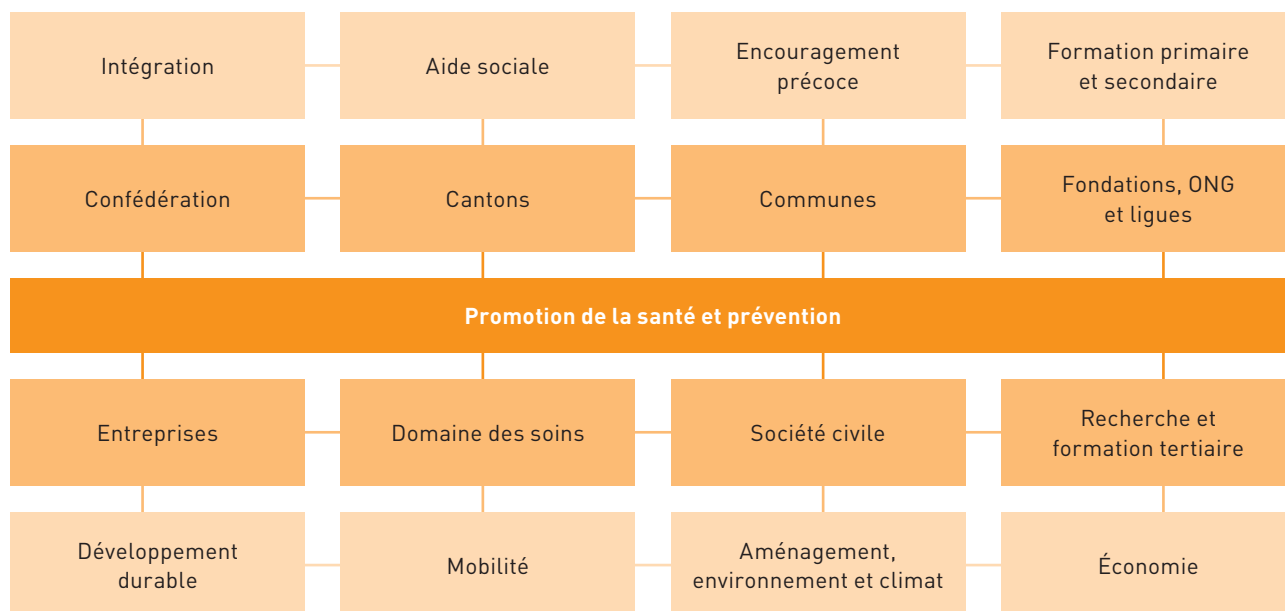 Intégration
Aide sociale
Encouragement
précoce
Formation primaire
et secondaire
Confédération
Cantons
Communes
Fondations, ONG
et ligues
Promotion de la santé et prévention
Entreprises
Domaine des soins
Société civile
Recherche et
formation tertiaire
Développement
durable
Mobilité
Aménagement,
environnement et climat
Économie